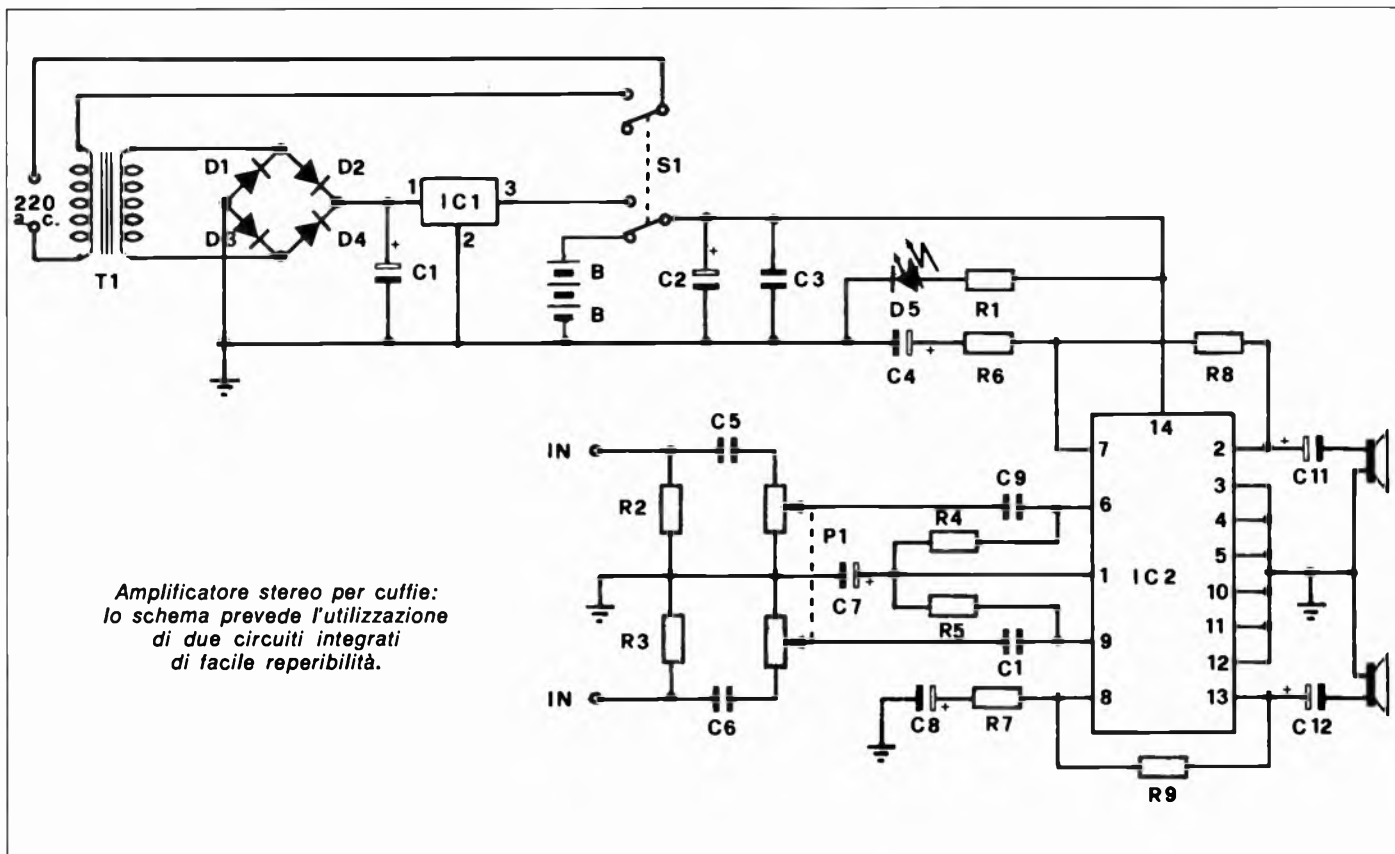 S1
D1
D2
1
IC1
3
220
a.c.
D3
D4
2
T1
C1
B
B
C2
C3
D5
R1
C4
R6
R8
14
IN
C5
7
2
C11
R2
P1
C9
6
3
R4
4
5
C7
1
IC2
10
R3
R5
11
C1
9
12
IN
C6
C8
R7
8
13
C12
R9
Amplificatore stereo per cuffie:
lo schema prevede l'utilizzazione
di due circuiti integrati
di facile reperibilità.
+
+
+
+
+
+
+